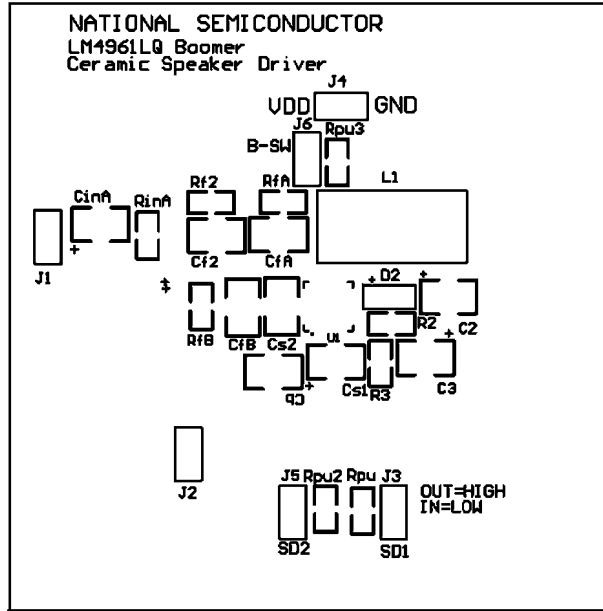 NATIONAL SEMICONDUCTOR
LM4961LQ Boomer
Ceramic Speaker Driver
J4
VDD GND
J6 Rpu3
B-SW
Rf2 RfA L1
CinA RinA
+
J1
Cf2 CfA
D2
+ +
RfB CfB Cs2 U1 R2 C2
+
Cb + Cs1 R3 C3
J2
J5 Rpu2 Rpu J3
OUT=HIGH
IN=LOW
SD2 SD1